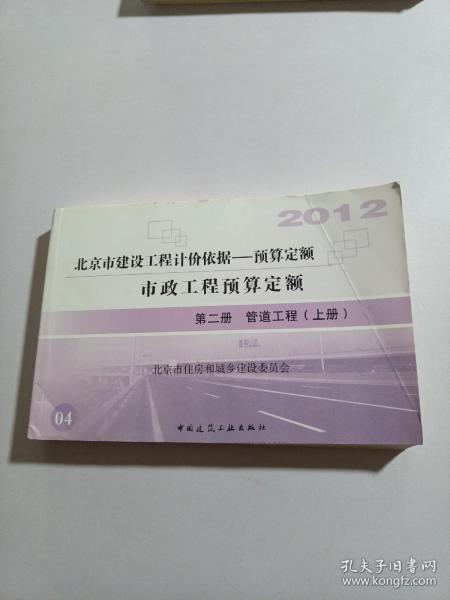 2012
北京市建设工程计价依据——预算定额
市政工程预算定额
第二册 管道工程（上册）
北京市住房和城乡建设委员会
04
中国建筑工业出版社
孔夫子旧书网
www.kongfz.com